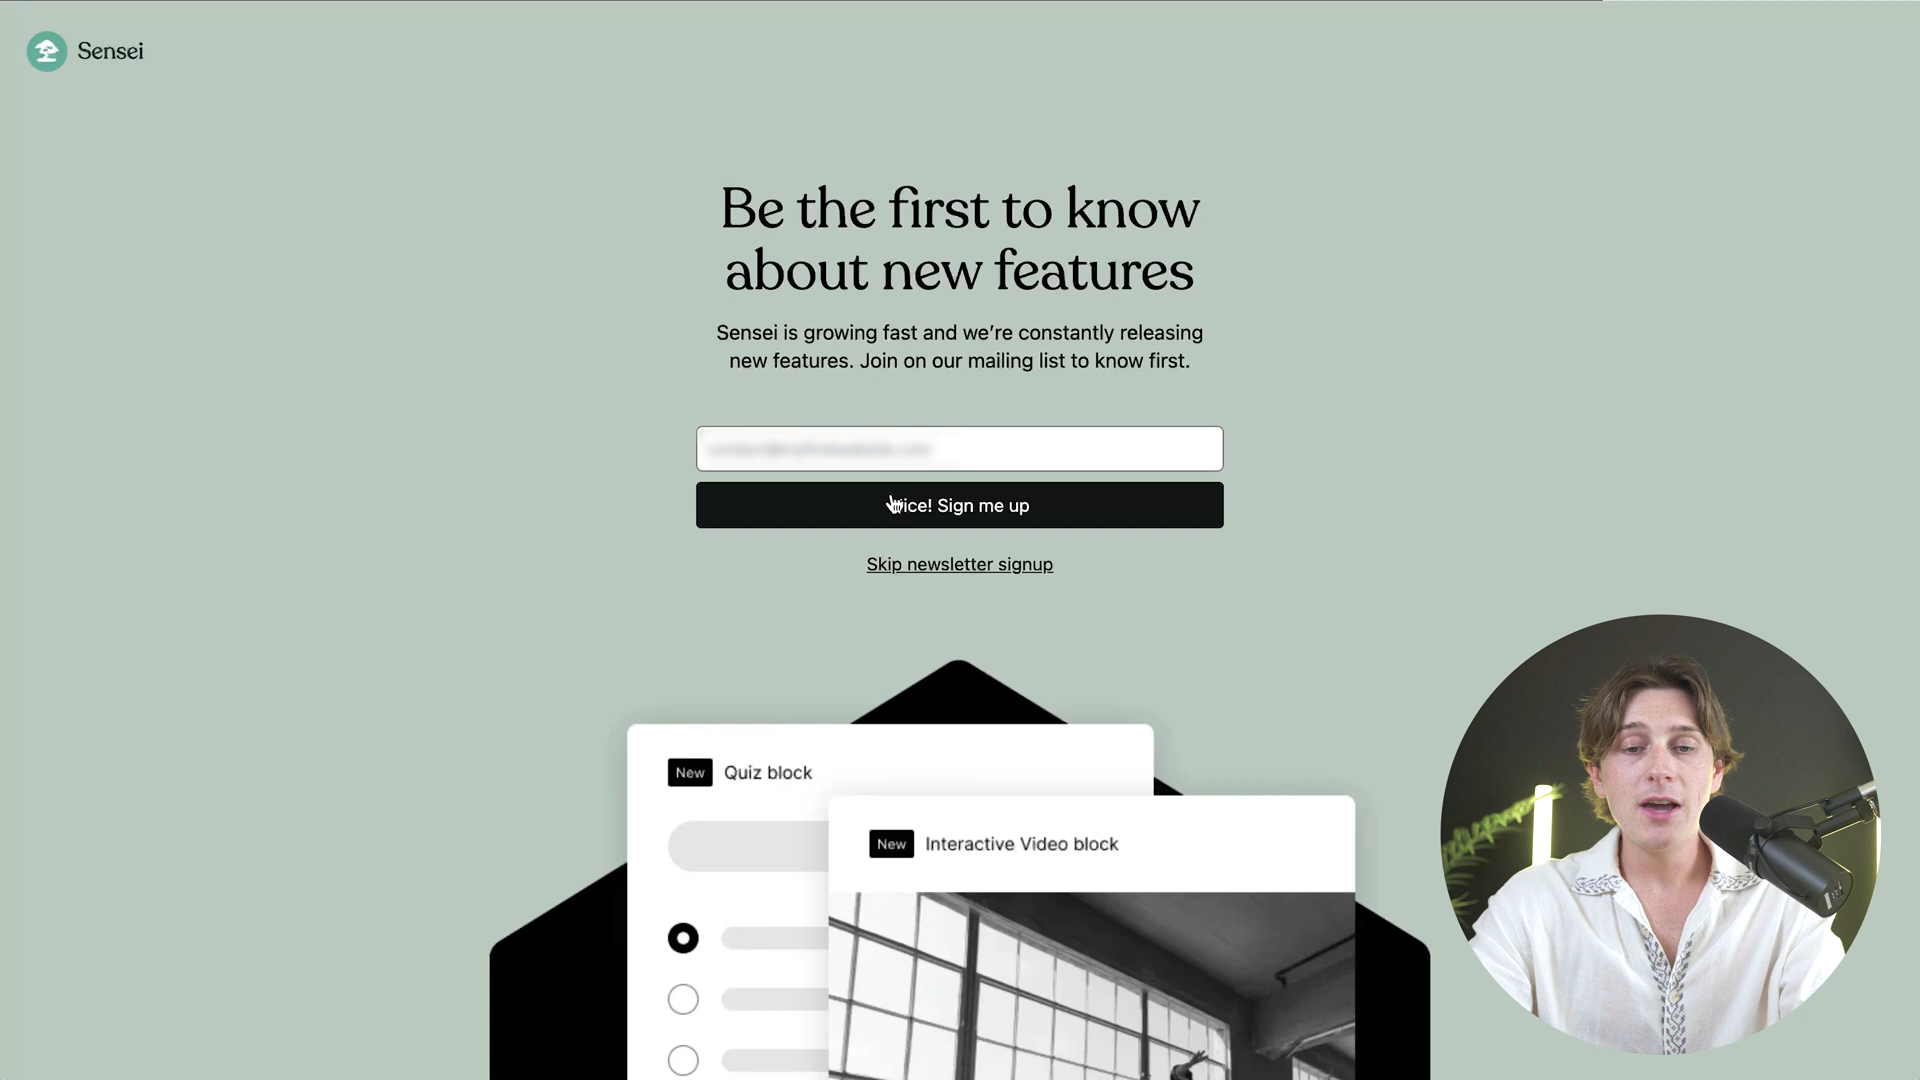 Sensei
Be the first to know
about new features
Sensei is growing fast and we’re constantly releasing
new features. Join on our mailing list to know first.
Sign me up
Skip newsletter signup
New Quiz block
New Interactive Video block